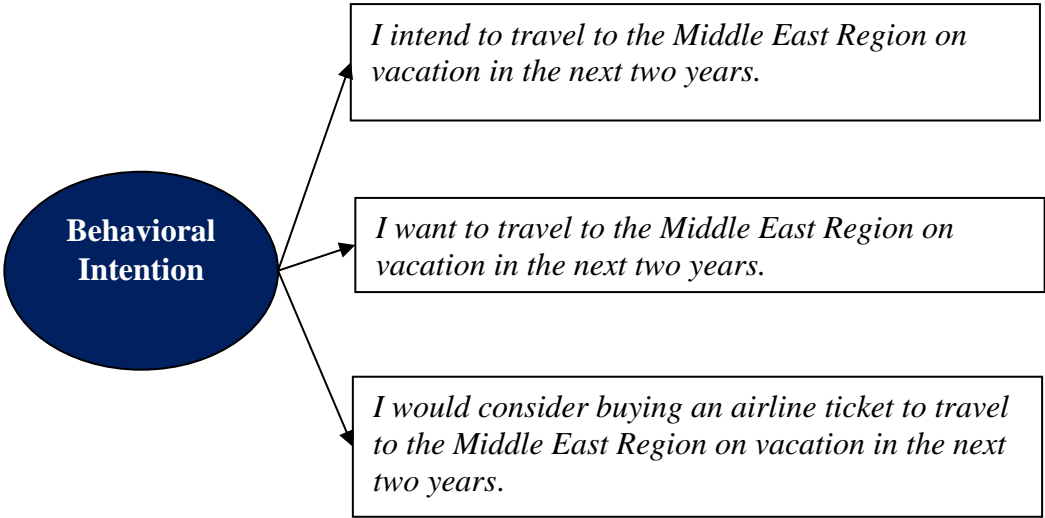 I intend to travel to the Middle East Region on
vacation in the next two years.
Behavioral
Intention
I want to travel to the Middle East Region on
vacation in the next two years.
I would consider buying an airline ticket to travel
to the Middle East Region on vacation in the next
two years.